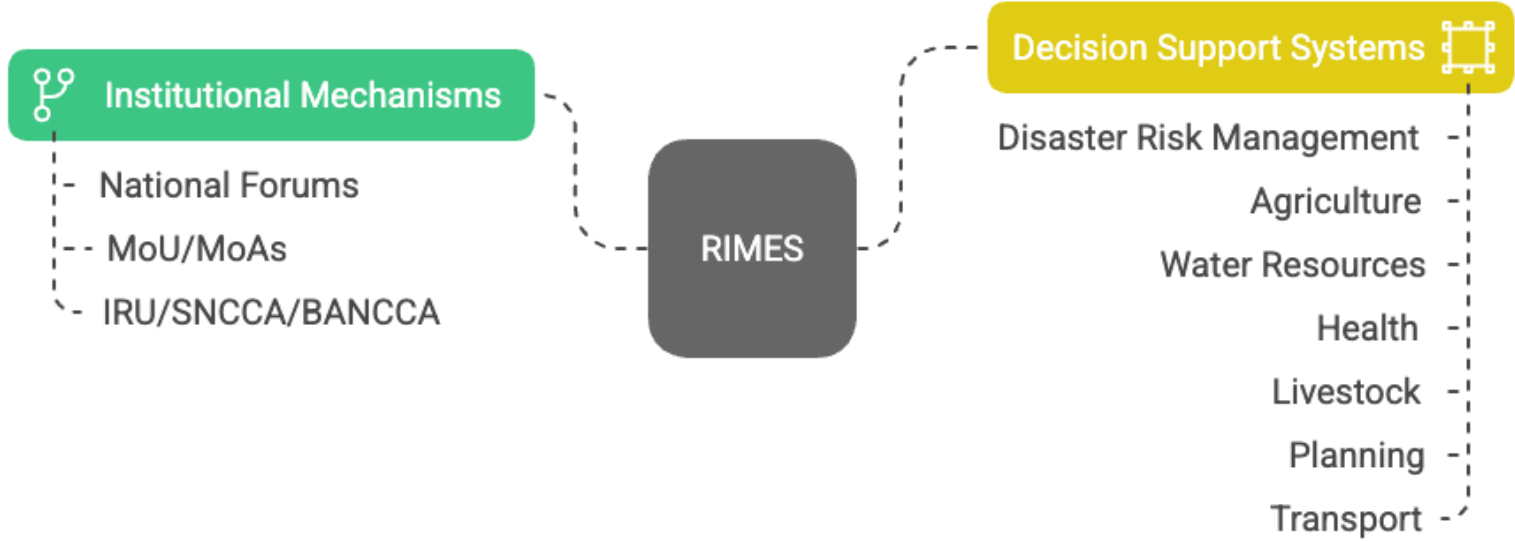 Institutional Mechanisms
National Forums
MoU/MoAs
IRU/SNCCA/BANCCA
RIMES
Decision Support Systems
Disaster Risk Management
Agriculture
Water Resources
Health
Livestock
Planning
Transport